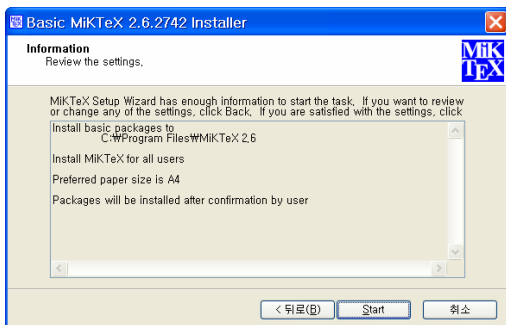 Basic MiKTeX 2.6.2742 Installer
Information
Review the settings.
MiK
TEX
MiKTeX Setup Wizard has enough information to start the task. If you want to review
or change any of the settings, click Back. If you are satisfied with the settings, click
Install basic packages to
C:₩Program Files₩MiKTeX 2.6
Install MiKTeX for all users
Preferred paper size is A4
Packages will be installed after confirmation by user
< 뒤로(B)
Start
취소